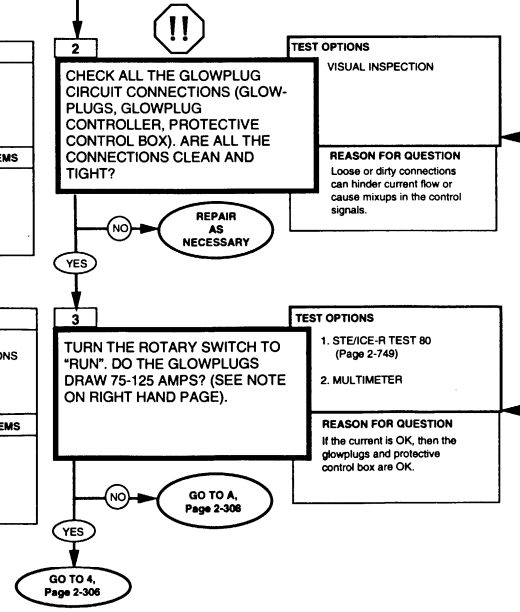 !!
2
CHECK ALL THE GLOWPLUG
CIRCUIT CONNECTIONS (GLOW-
PLUGS, GLOWPLUG
CONTROLLER, PROTECTIVE
CONTROL BOX). ARE ALL THE
CONNECTIONS CLEAN AND
TIGHT?
TEST OPTIONS
VISUAL INSPECTION
REASON FOR QUESTION
Loose or dirty connections
can hinder current flow or
cause mixups in the control
signals.
EMS
NO
REPAIR
AS
NECESSARY
YES
3
TURN THE ROTARY SWITCH TO
“RUN”. DO THE GLOWPLUGS
DRAW 75-125 AMPS? (SEE NOTE
ON RIGHT HAND PAGE).
TEST OPTIONS
1. STE/ICE-R TEST 80
(Page 2-749)
2. MULTIMETER
REASON FOR QUESTION
If the current is OK, then the
glowplugs and protective
control box are OK.
ONS
EMS
NO
GO TO A,
Page 2-308
YES
GO TO 4,
Page 2-306